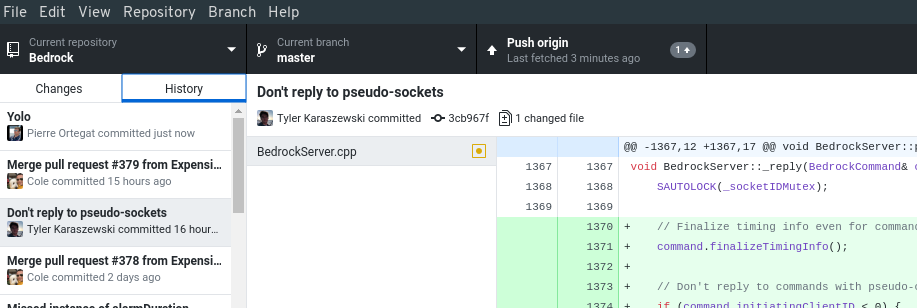 File Edit View Repository Branch Help
Current repository
Bedrock
Current branch
master
Push origin
Last fetched 3 minutes ago
1
Changes
History
Yolo
Pierre Ortegat committed just now
Merge pull request #379 from Expensi...
Cole committed 15 hours ago
Don't reply to pseudo-sockets
Tyler Karaszewski committed 16 hour...
Merge pull request #378 from Expensi...
Cole committed 2 days ago
Missed instance of alarmDuration
Don't reply to pseudo-sockets
Tyler Karaszewski committed 3cb967f 1 changed file
BedrockServer.cpp
@@ -1367,12 +1367,17 @@ void BedrockServer::
1367 1367 void BedrockServer::_reply(BedrockCommand&
1368 1368 SAUTOLOCK(_socketIDMutex);
1369 1369
1370 + // Finalize timing info even for
1371 + command.finalizeTimingInfo();
1372 +
1373 + // Don't reply to commands with
1374 + if (command.initiatingClientID < 0) {